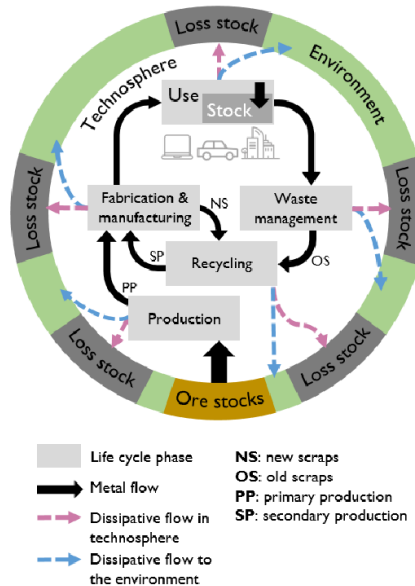 Loss stock
Technosphere
Environment
Use
Stock
Loss stock
Fabrication &
manufacturing
NS
Waste
management
Loss stock
SP
Recycling
OS
PP
Production
Loss stock
Loss stock
Ore stocks
Life cycle phase
Metal flow
Dissipative flow in
technosphere
Dissipative flow to
the environment
NS: new scraps
OS: old scraps
PP: primary production
SP: secondary production